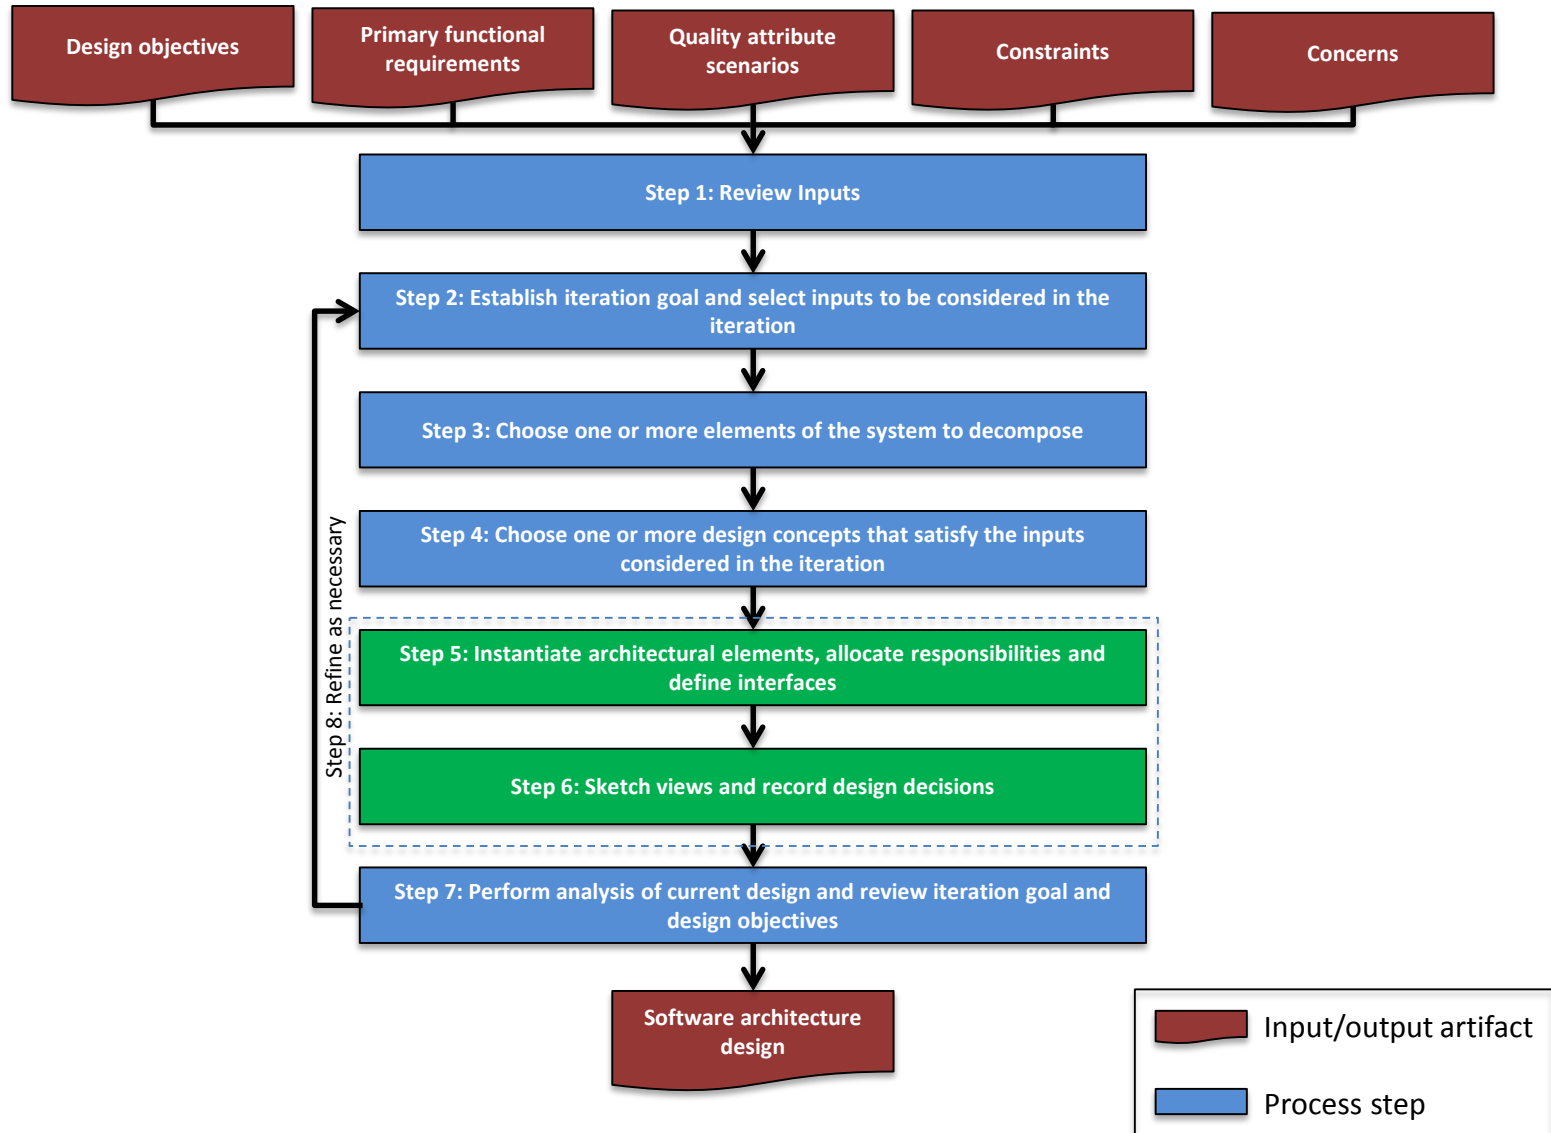 Design objectives
Primary functional
requirements
Quality attribute
scenarios
Constraints
Concerns
Step 1: Review Inputs
Step 2: Establish iteration goal and select inputs to be considered in the
iteration
Step 3: Choose one or more elements of the system to decompose
Step 4: Choose one or more design concepts that satisfy the inputs
considered in the iteration
Step 5: Instantiate architectural elements, allocate responsibilities and
define interfaces
Step 6: Sketch views and record design decisions
Step 7: Perform analysis of current design and review iteration goal and
design objectives
Step 8: Refine as necessary
Software architecture
design
Input/output artifact
Process step